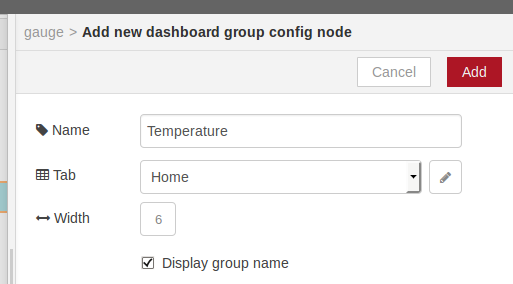 gauge > Add new dashboard group config node
Cancel Add
Name Temperature
Tab Home
Width 6
Display group name